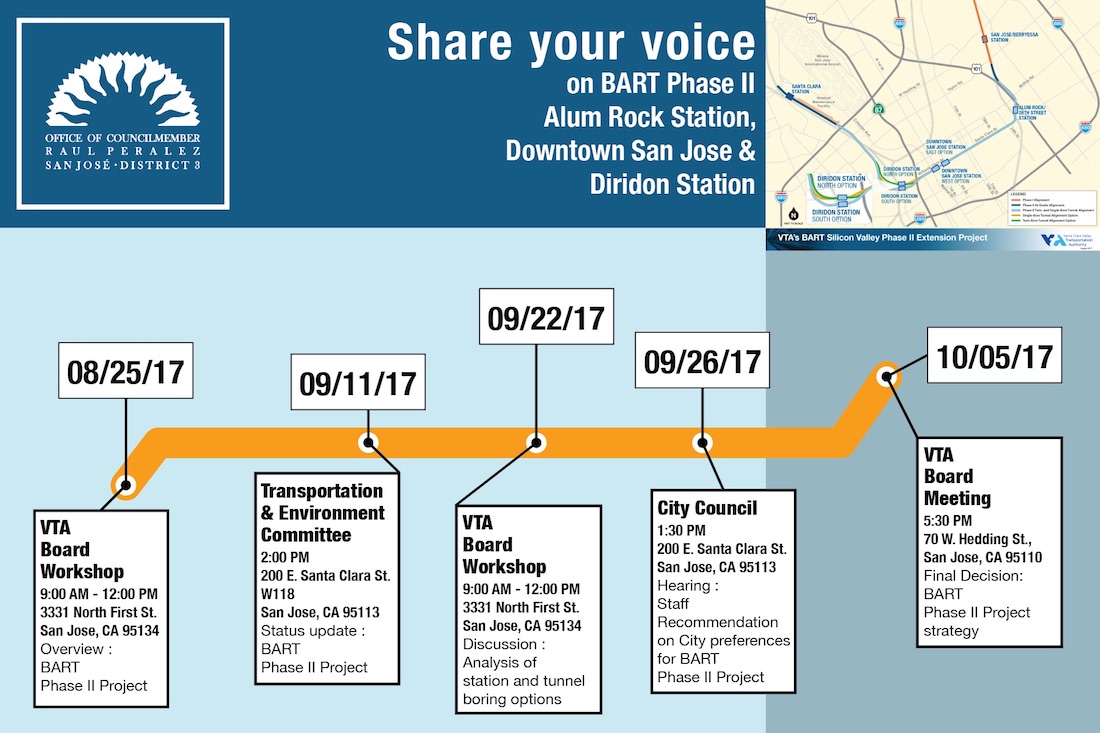 OFFICE OF COUNCILMEMBER
RAUL PERALEZ
SAN JOSÉ · DISTRICT 3
Share your voice
on BART Phase II
Alum Rock Station,
Downtown San Jose &
Diridon Station
SAN JOSE/BERRYESSA
STATION
SANTA CLARA
STATION
ALUM ROCK/
28TH STREET
STATION
DOWNTOWN
SAN JOSE STATION
EAST OPTION
DOWNTOWN
SAN JOSE STATION
WEST OPTION
DIRIDON STATION
NORTH OPTION
DIRIDON STATION
SOUTH OPTION
DIRIDON STATION
NORTH OPTION
DIRIDON STATION
SOUTH OPTION
101
101
87
N
LEGEND
VTA's BART Silicon Valley Phase II Extension Project
Santa Clara Valley
Transportation
Authority
08/25/17
VTA
Board
Workshop
9:00 AM - 12:00 PM
3331 North First St.
San Jose, CA 95134
Overview :
BART
Phase II Project
09/11/17
Transportation
& Environment
Committee
2:00 PM
200 E. Santa Clara St.
W118
San Jose, CA 95113
Status update :
BART
Phase II Project
09/22/17
VTA
Board
Workshop
9:00 AM - 12:00 PM
3331 North First St.
San Jose, CA 95134
Discussion :
Analysis of
station and tunnel
boring options
09/26/17
City Council
1:30 PM
200 E. Santa Clara St.
San Jose, CA 95113
Hearing :
Staff
Recommendation
on City preferences
for BART
Phase II Project
10/05/17
VTA
Board
Meeting
5:30 PM
70 W. Hedding St.,
San Jose, CA 95110
Final Decision:
BART
Phase II Project
strategy